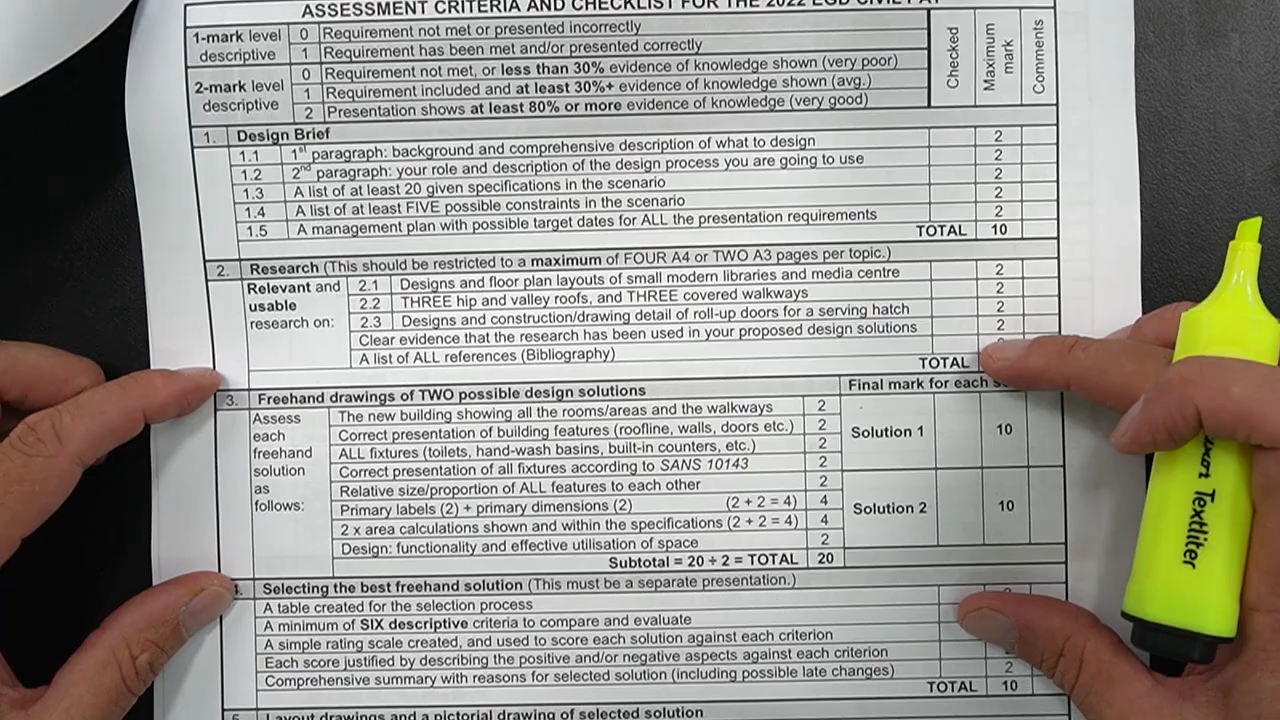 ASSESSMENT CRITERIA AND CHECKLIST FOR THE 2022 EGD CIVIL PAT
1-mark level descriptive
0 Requirement not met or presented incorrectly
1 Requirement has been met and/or presented correctly
2-mark level descriptive
0 Requirement not met, or less than 30% evidence of knowledge shown (very poor)
1 Requirement included and at least 30%+ evidence of knowledge shown (avg.)
2 Presentation shows at least 80% or more evidence of knowledge (very good)
Checked
Maximum mark
Comments
1. Design Brief
1.1 1st paragraph: background and comprehensive description of what to design 2
1.2 2nd paragraph: your role and description of the design process you are going to use 2
1.3 A list of at least 20 given specifications in the scenario 2
1.4 A list of at least FIVE possible constraints in the scenario 2
1.5 A management plan with possible target dates for ALL the presentation requirements 2
TOTAL 10
2. Research (This should be restricted to a maximum of FOUR A4 or TWO A3 pages per topic.)
Relevant and usable research on:
2.1 Designs and floor plan layouts of small modern libraries and media centre 2
2.2 THREE hip and valley roofs, and THREE covered walkways 2
2.3 Designs and construction/drawing detail of roll-up doors for a serving hatch 2
Clear evidence that the research has been used in your proposed design solutions 2
A list of ALL references (Bibliography)
TOTAL
3. Freehand drawings of TWO possible design solutions
Final mark for each
Assess each freehand solution as follows:
The new building showing all the rooms/areas and the walkways 2
Correct presentation of building features (roofline, walls, doors etc.) 2
ALL fixtures (toilets, hand-wash basins, built-in counters, etc.) 2
Correct presentation of all fixtures according to SANS 10143 2
Relative size/proportion of ALL features to each other 2
Primary labels (2) + primary dimensions (2) (2 + 2 = 4) 4
2 x area calculations shown and within the specifications (2 + 2 = 4) 4
Design: functionality and effective utilisation of space 2
Subtotal = 20 ÷ 2 = TOTAL 20
Solution 1 10
Solution 2 10
Selecting the best freehand solution (This must be a separate presentation.)
A table created for the selection process
A minimum of SIX descriptive criteria to compare and evaluate
A simple rating scale created, and used to score each solution against each criterion
Each score justified by describing the positive and/or negative aspects against each criterion
Comprehensive summary with reasons for selected solution (including possible late changes) 2
TOTAL 10
5. Layout drawings and a pictorial drawing of selected solution
Textliter